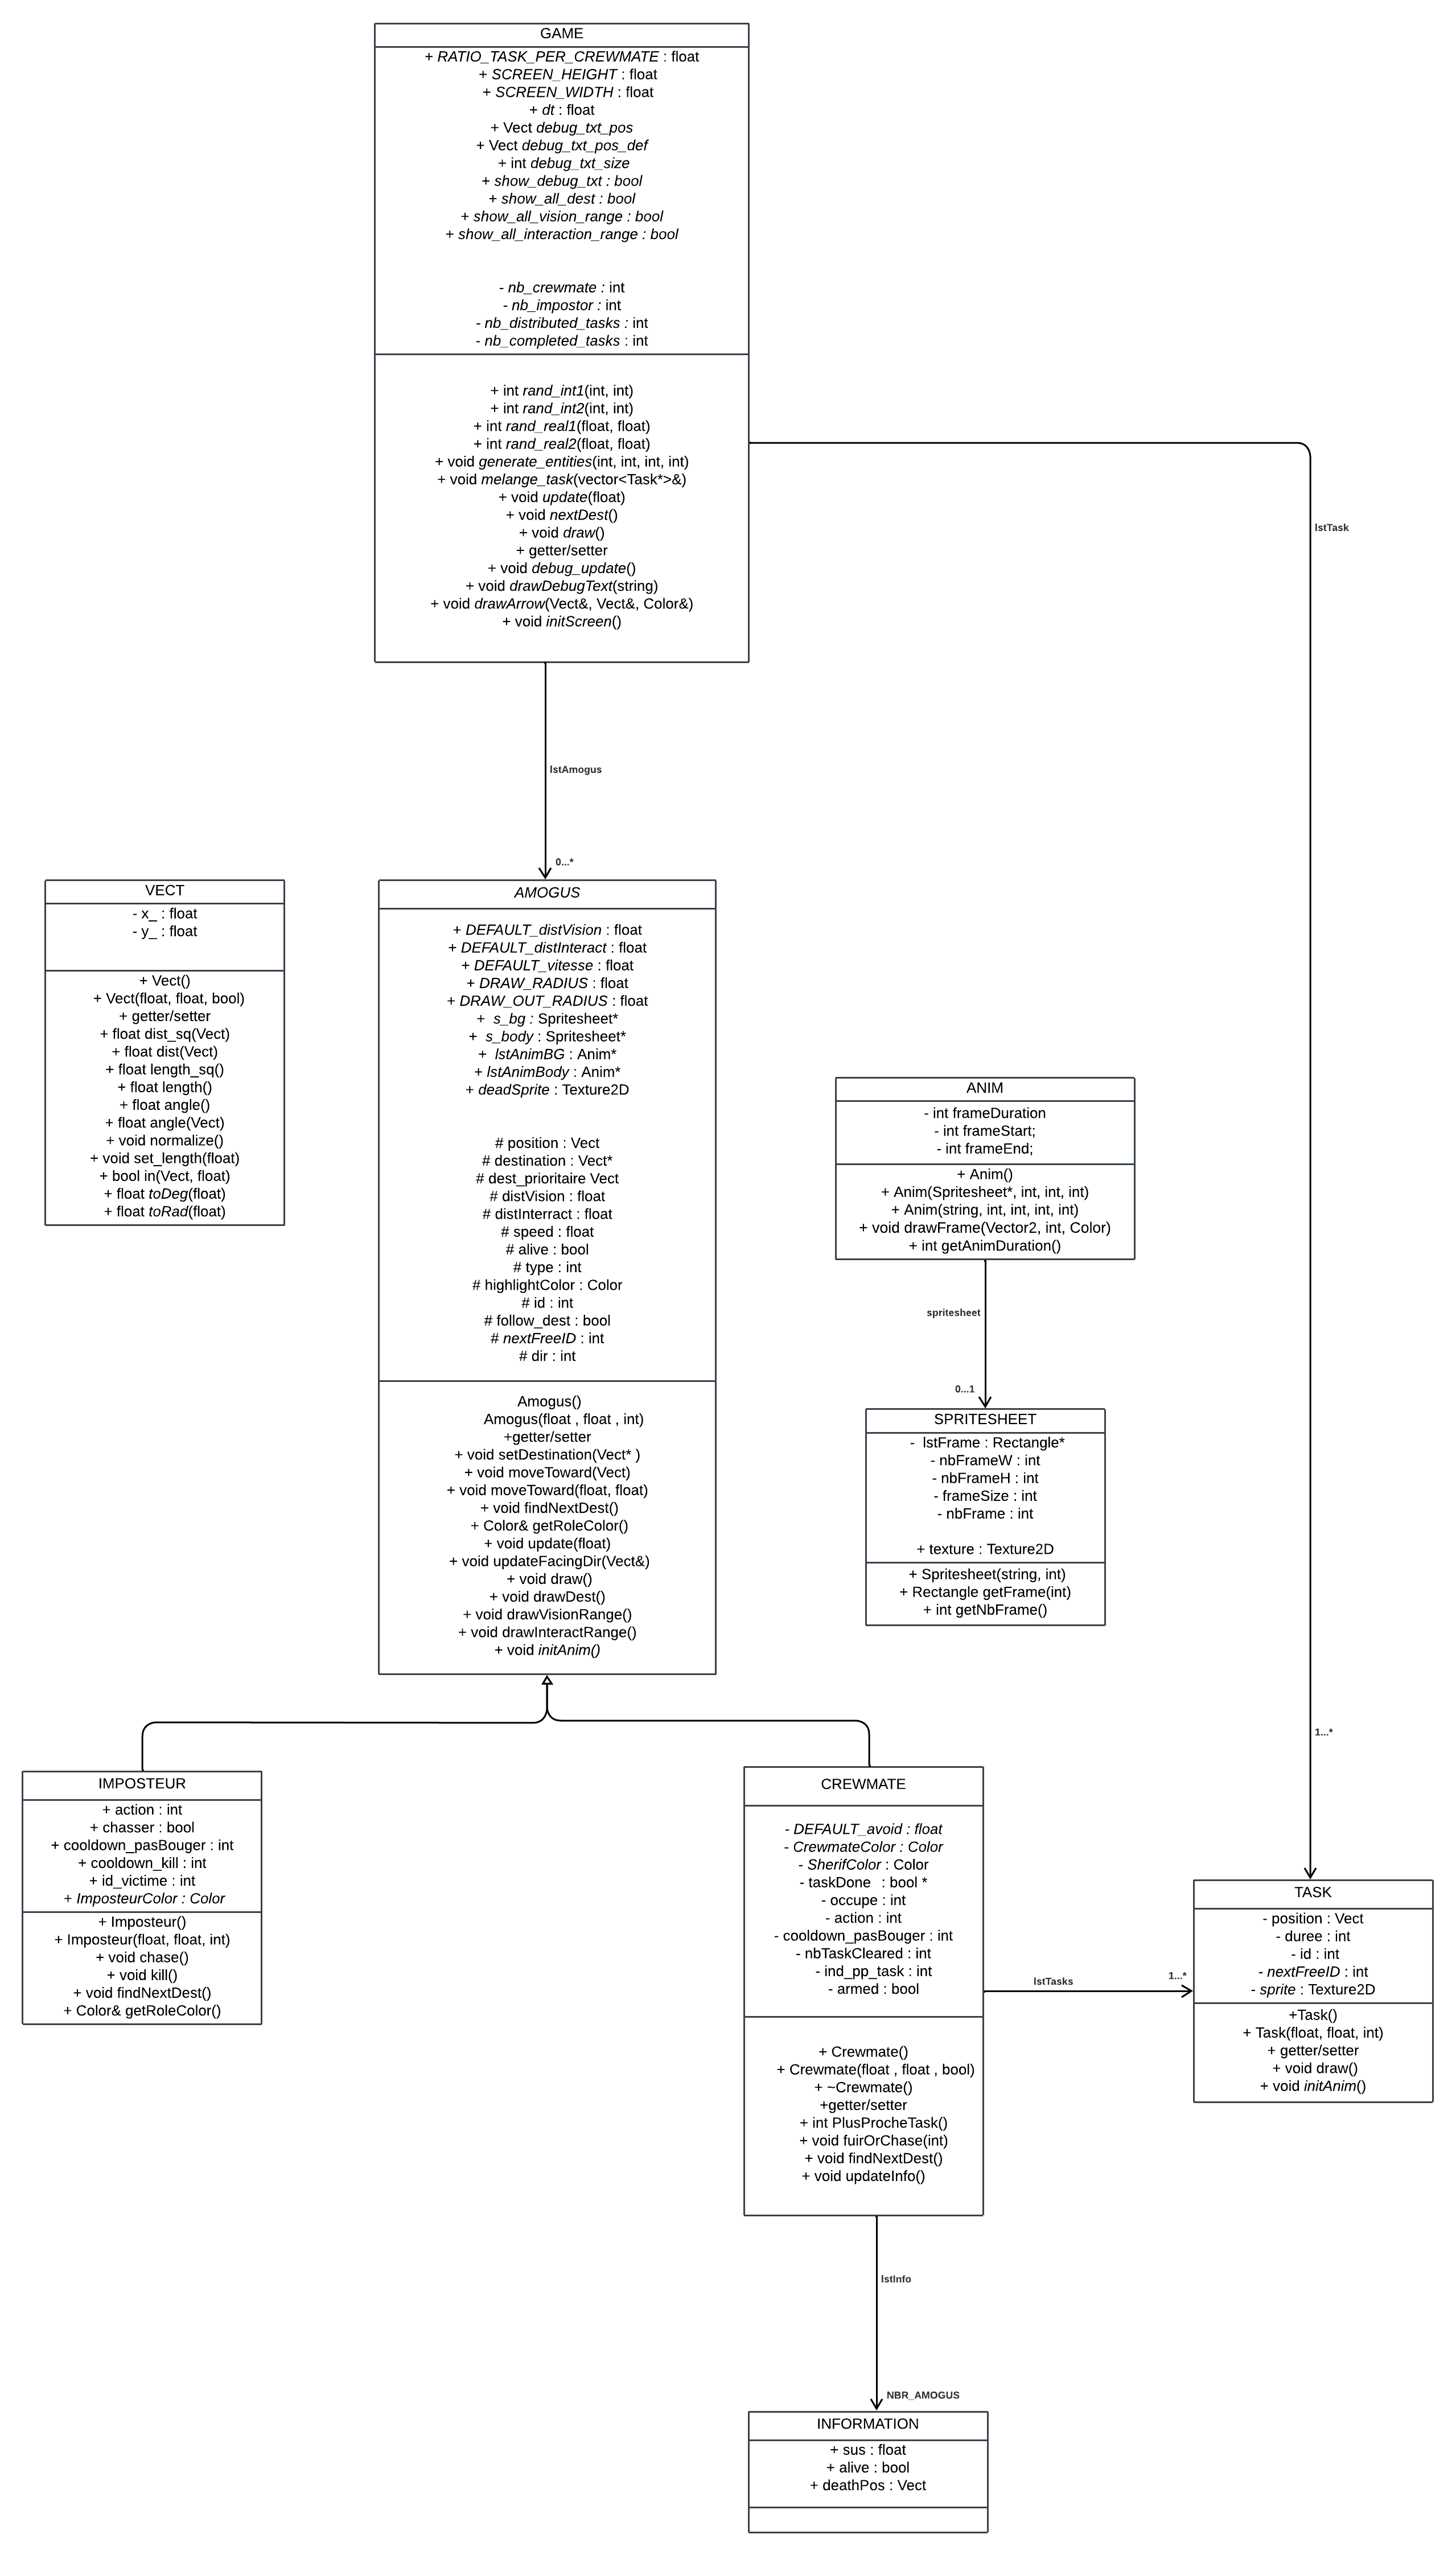 GAME
+ RATIO_TASK_PER_CREWMATE : float
+ SCREEN_HEIGHT : float
+ SCREEN_WIDTH : float
+ dt : float
+ Vect debug_txt_pos
+ Vect debug_txt_pos_def
+ int debug_txt_size
+ show_debug_txt : bool
+ show_all_dest : bool
+ show_all_vision_range : bool
+ show_all_interaction_range : bool
- nb_crewmate : int
- nb_impostor : int
- nb_distributed_tasks : int
- nb_completed_tasks : int
+ int rand_int1(int, int)
+ int rand_int2(int, int)
+ int rand_real1(float, float)
+ int rand_real2(float, float)
+ void generate_entities(int, int, int, int)
+ void melange_task(vector<Task*>&)
+ void update(float)
+ void nextDest()
+ void draw()
+ getter/setter
+ void debug_update()
+ void drawDebugText(string)
+ void drawArrow(Vect&, Vect&, Color&)
+ void initScreen()
lstTask
lstAmogus
0...*
VECT
- x_ : float
- y_ : float
+ Vect()
+ Vect(float, float, bool)
+ getter/setter
+ float dist_sq(Vect)
+ float dist(Vect)
+ float length_sq()
+ float length()
+ float angle()
+ float angle(Vect)
+ void normalize()
+ void set_length(float)
+ bool in(Vect, float)
+ float toDeg(float)
+ float toRad(float)
AMOGUS
+ DEFAULT_distVision : float
+ DEFAULT_distInteract : float
+ DEFAULT_vitesse : float
+ DRAW_RADIUS : float
+ DRAW_OUT_RADIUS : float
+ s_bg : Spritesheet*
+ s_body : Spritesheet*
+ lstAnimBG : Anim*
+ lstAnimBody : Anim*
+ deadSprite : Texture2D
# position : Vect
# destination : Vect*
# dest_prioritaire Vect
# distVision : float
# distInterract : float
# speed : float
# alive : bool
# type : int
# highlightColor : Color
# id : int
# follow_dest : bool
# nextFreeID : int
# dir : int
Amogus()
Amogus(float , float , int)
+getter/setter
+ void setDestination(Vect* )
+ void moveToward(Vect)
+ void moveToward(float, float)
+ void findNextDest()
+ Color& getRoleColor()
+ void update(float)
+ void updateFacingDir(Vect&)
+ void draw()
+ void drawDest()
+ void drawVisionRange()
+ void drawInteractRange()
+ void initAnim()
ANIM
- int frameDuration
- int frameStart;
- int frameEnd;
+ Anim()
+ Anim(Spritesheet*, int, int, int)
+ Anim(string, int, int, int, int)
+ void drawFrame(Vector2, int, Color)
+ int getAnimDuration()
spritesheet
0...1
SPRITESHEET
- lstFrame : Rectangle*
- nbFrameW : int
- nbFrameH : int
- frameSize : int
- nbFrame : int
+ texture : Texture2D
+ Spritesheet(string, int)
+ Rectangle getFrame(int)
+ int getNbFrame()
1...*
IMPOSTEUR
+ action : int
+ chasser : bool
+ cooldown_pasBouger : int
+ cooldown_kill : int
+ id_victime : int
+ ImposteurColor : Color
+ Imposteur()
+ Imposteur(float, float, int)
+ void chase()
+ void kill()
+ void findNextDest()
+ Color& getRoleColor()
CREWMATE
- DEFAULT_avoid : float
- CrewmateColor : Color
- SherifColor : Color
- taskDone : bool *
- occupe : int
- action : int
- cooldown_pasBouger : int
- nbTaskCleared : int
- ind_pp_task : int
- armed : bool
+ Crewmate()
+ Crewmate(float , float , bool)
+ ~Crewmate()
+getter/setter
+ int PlusProcheTask()
+ void fuirOrChase(int)
+ void findNextDest()
+ void updateInfo()
lstTasks
1...*
TASK
- position : Vect
- duree : int
- id : int
- nextFreeID : int
- sprite : Texture2D
+Task()
+ Task(float, float, int)
+ getter/setter
+ void draw()
+ void initAnim()
lstInfo
NBR_AMOGUS
INFORMATION
+ sus : float
+ alive : bool
+ deathPos : Vect